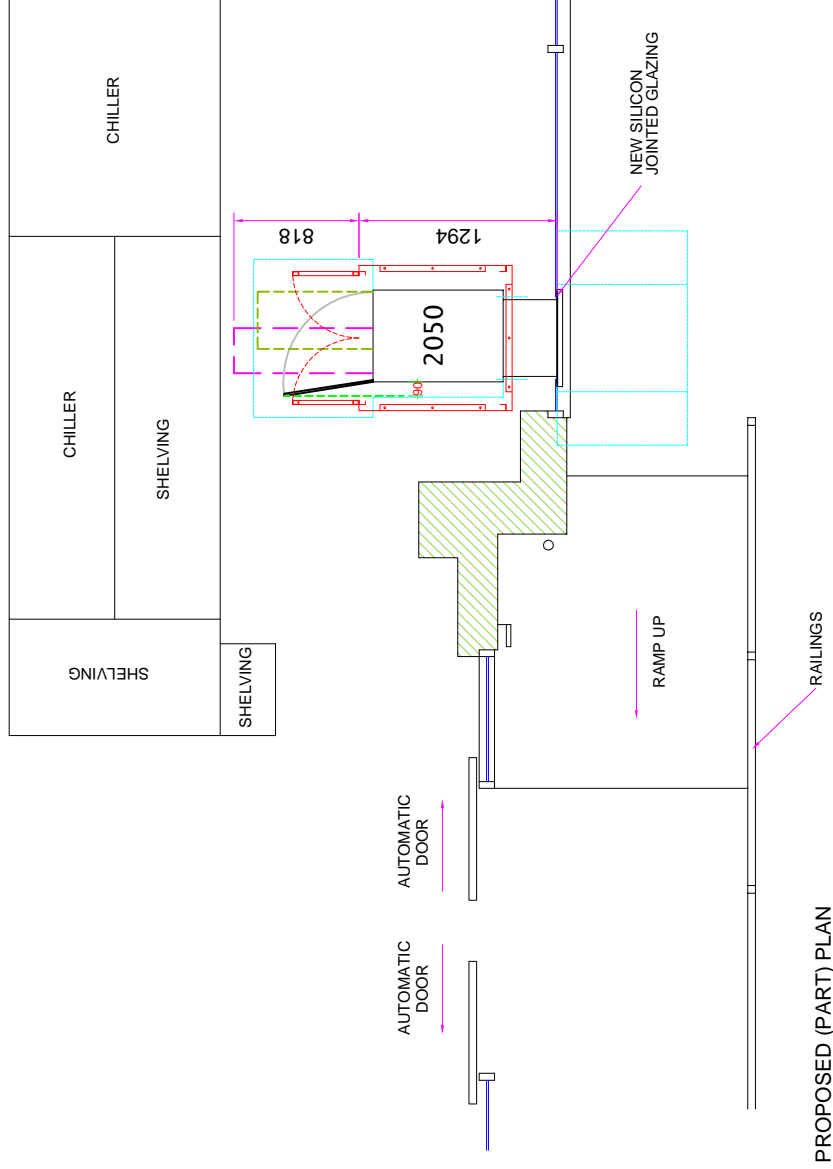 CHILLER
CHILLER
SHELVING
SHELVING
SHELVING
818
1294
2050
90
NEW SILICON
JOINTED GLAZING
RAMP UP
RAILINGS
AUTOMATIC
DOOR
AUTOMATIC
DOOR
PROPOSED (PART) PLAN